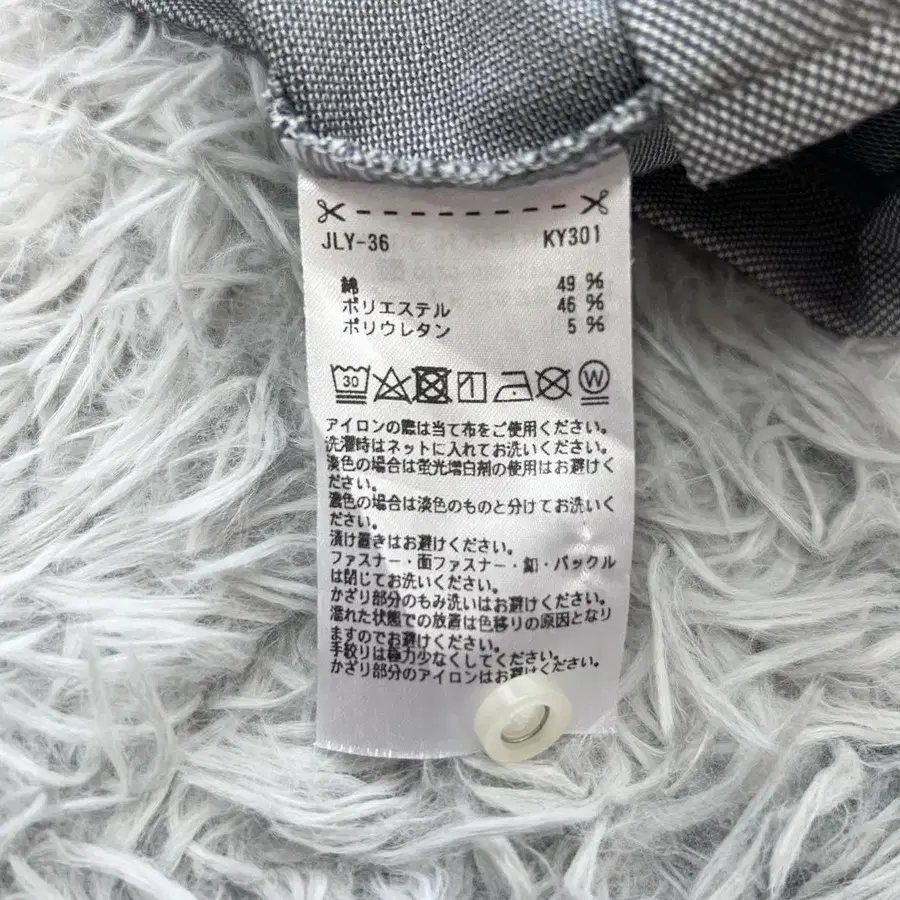 JLY-36 KY301
綿 49 %
ポリエステル 46 %
ポリウレタン 5 %
30 W
アイロンの際は当て布をご使用ください。
洗濯時はネットに入れてお洗いください。
淡色の場合は蛍光増白剤の使用はお避けく
ださい。
濃色の場合は淡色のものと分けてお洗いく
ださい。
漬け置きはお避けください。
ファスナー・面ファスナー・釦・バックル
は閉じてお洗いください。
かざり部分のもみ洗いはお避けください。
濡れた状態での放置は色移りの原因となり
ますのでお避けください。
手絞りは極力少なくしてください。
かざり部分のアイロンはお避けください。